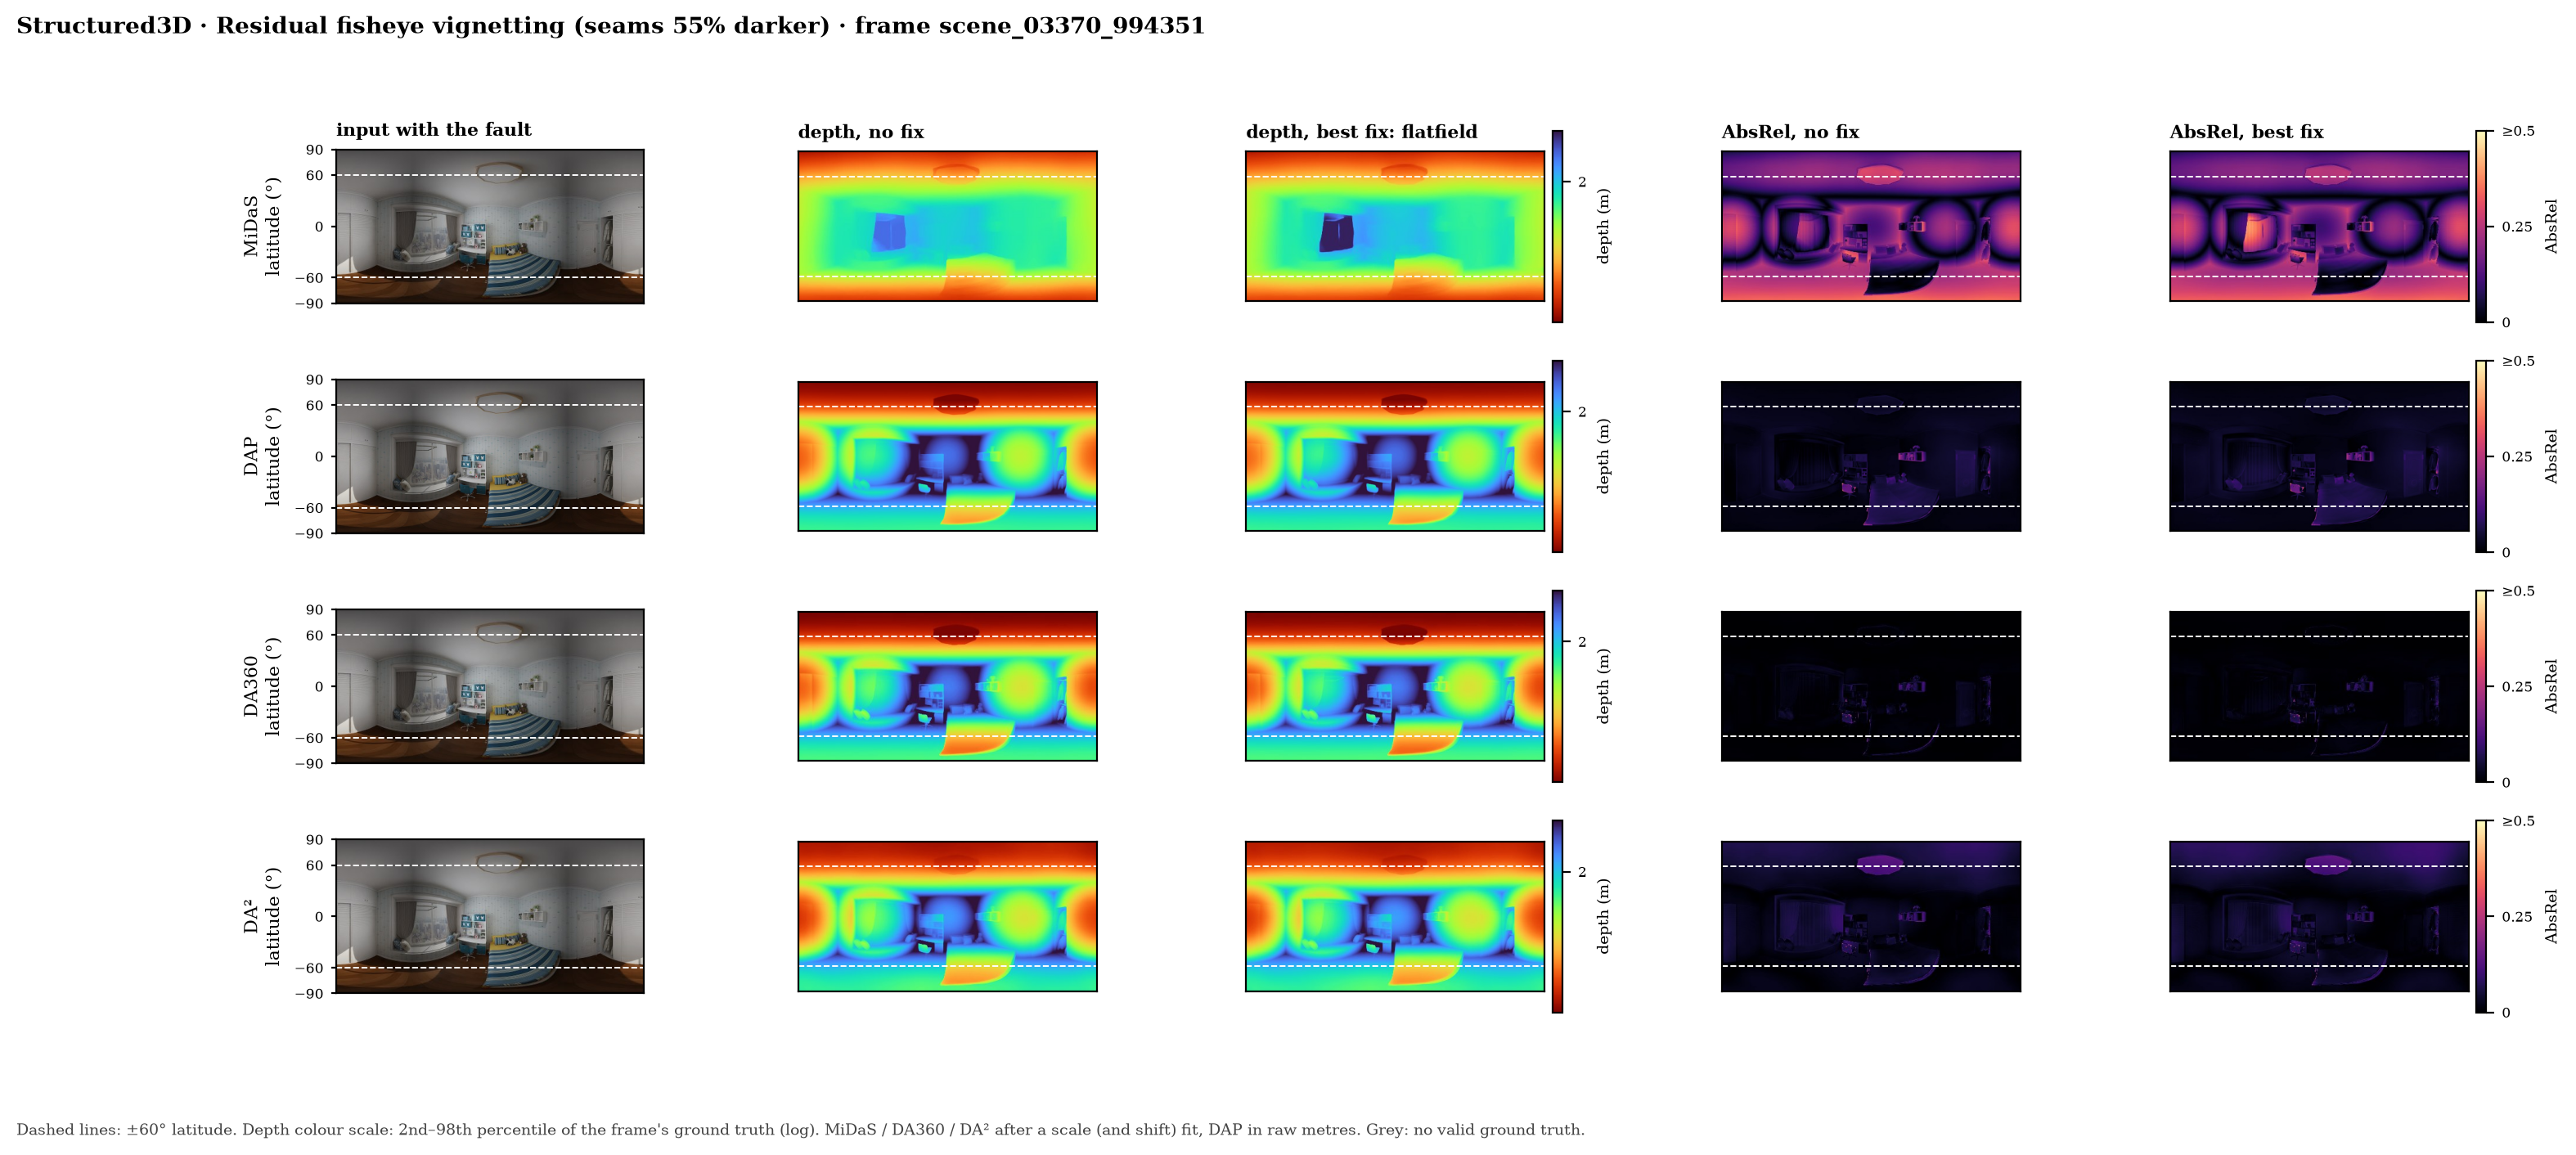 Structured3D · Residual fisheye vignetting (seams 55% darker) · frame scene_03370_994351
input with the fault
depth, no fix
depth, best fix: flatfield
AbsRel, no fix
AbsRel, best fix
MiDaS
latitude (°)
90
60
0
−60
−90
2
depth (m)
≥0.5
0.25
0
AbsRel
DAP
latitude (°)
90
60
0
−60
−90
2
depth (m)
≥0.5
0.25
0
AbsRel
DA360
latitude (°)
90
60
0
−60
−90
2
depth (m)
≥0.5
0.25
0
AbsRel
DA²
latitude (°)
90
60
0
−60
−90
2
depth (m)
≥0.5
0.25
0
AbsRel
Dashed lines: ±60° latitude. Depth colour scale: 2nd–98th percentile of the frame's ground truth (log). MiDaS / DA360 / DA² after a scale (and shift) fit, DAP in raw metres. Grey: no valid ground truth.